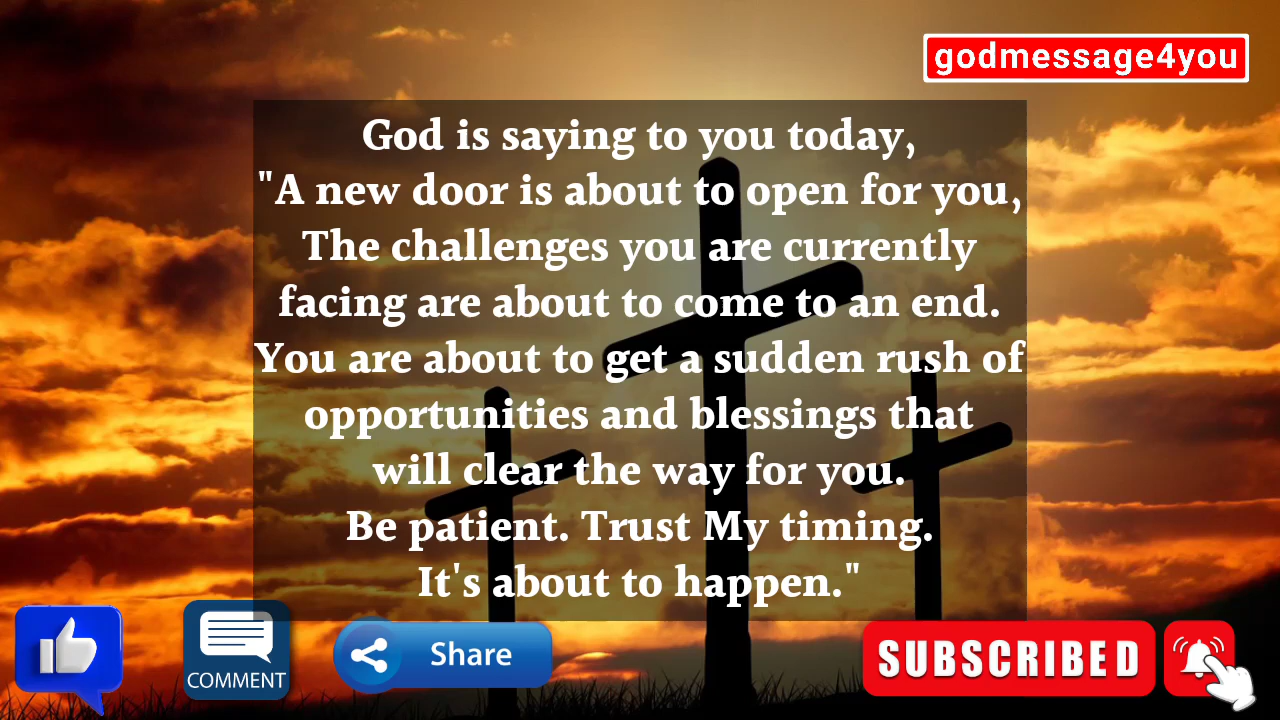 godmessage4you
God is saying to you today,
"A new door is about to open for you,
The challenges you are currently
facing are about to come to an end.
You are about to get a sudden rush of
opportunities and blessings that
will clear the way for you.
Be patient. Trust My timing.
It's about to happen."
COMMENT
Share
SUBSCRIBED